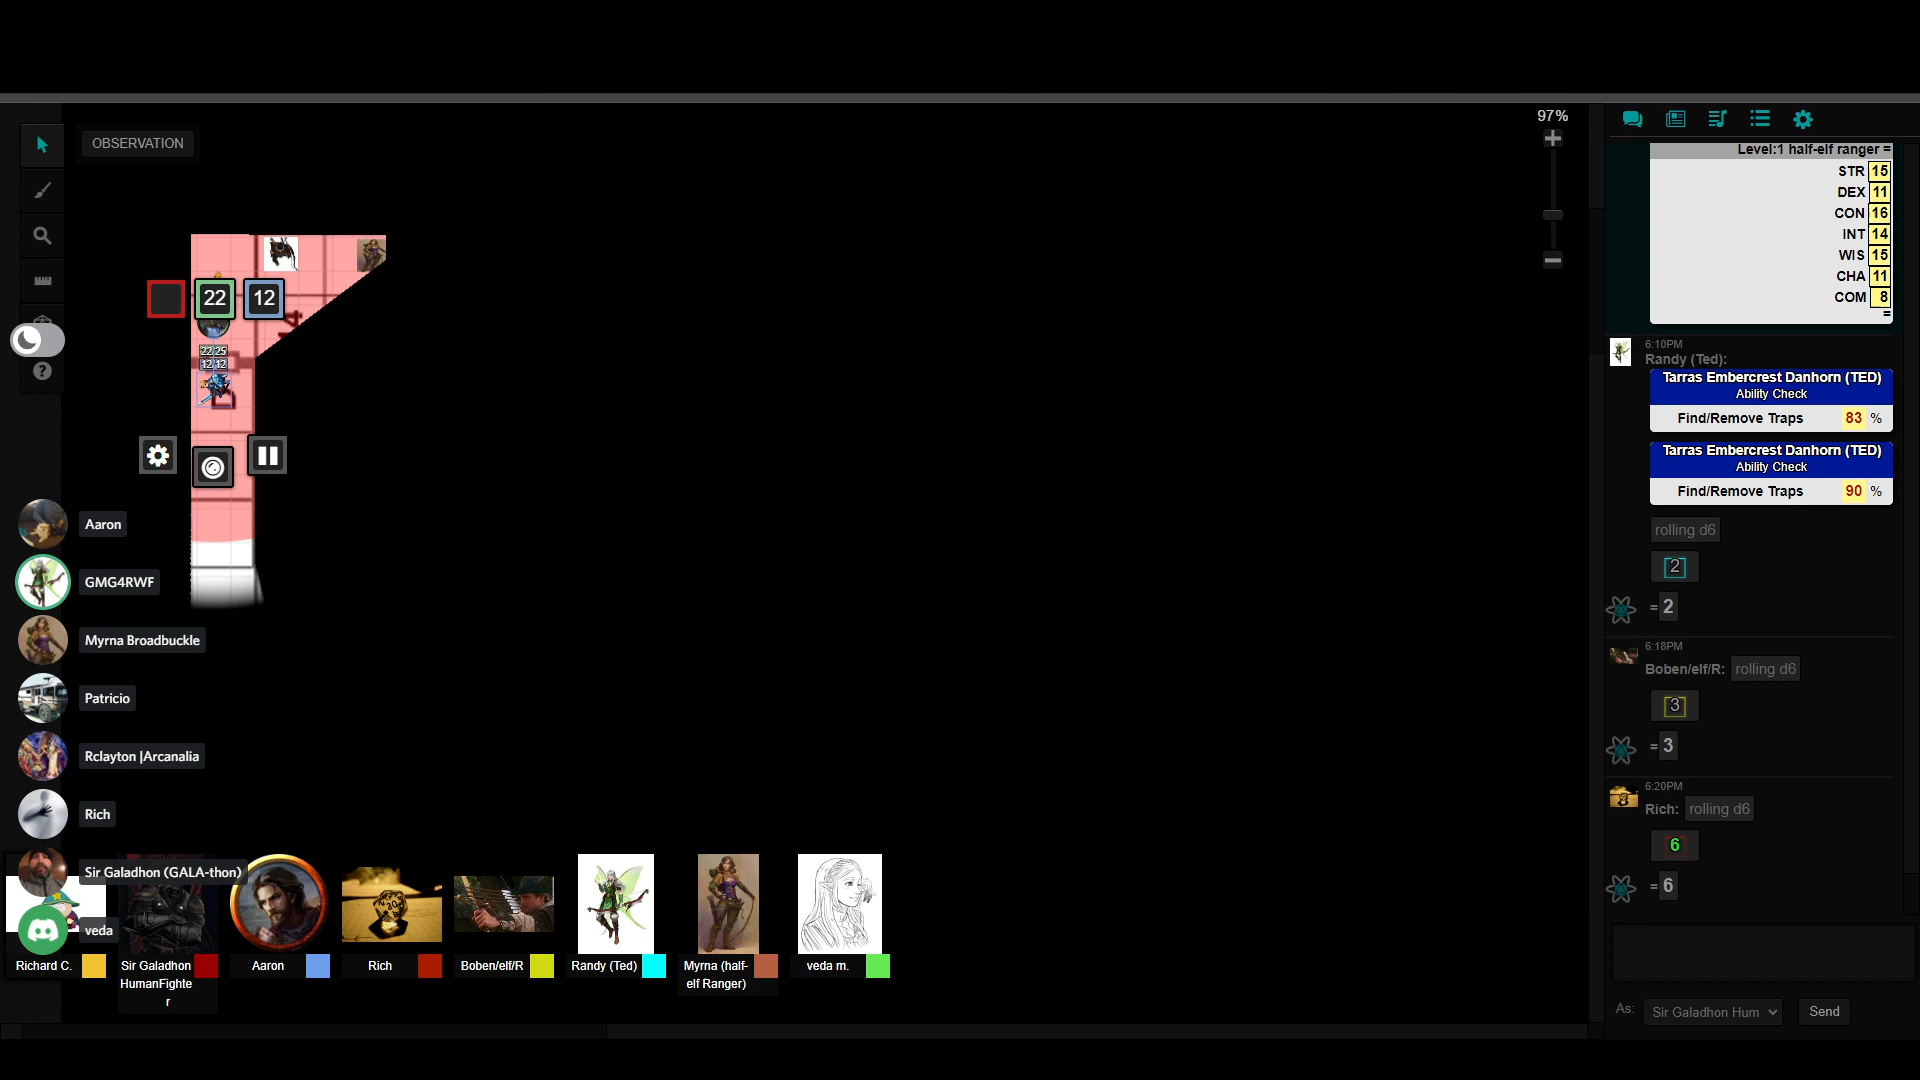 97%
OBSERVATION
22
12
22/25
12/12
Aaron
GMG4RWF
Myrna Broadbuckle
Patricio
Rclayton |Arcanalia
Rich
Sir Galadhon (GALA-thon)
veda
Richard C.
Sir Galadhon
HumanFighte
r
Aaron
Rich
Boben/elf/R
Randy (Ted)
Myrna (half-
elf Ranger)
veda m.
Level:1 half-elf ranger =
STR 15
DEX 11
CON 16
INT 14
WIS 15
CHA 11
COM 8
=
6:10PM
Randy (Ted):
Tarras Embercrest Danhorn (TED)
Ability Check
Find/Remove Traps 83 %
Tarras Embercrest Danhorn (TED)
Ability Check
Find/Remove Traps 90 %
rolling d6
[2]
=2
6:18PM
Boben/elf/R: rolling d6
[3]
=3
6:20PM
Rich: rolling d6
6
=6
As: Sir Galadhon Hum
Send